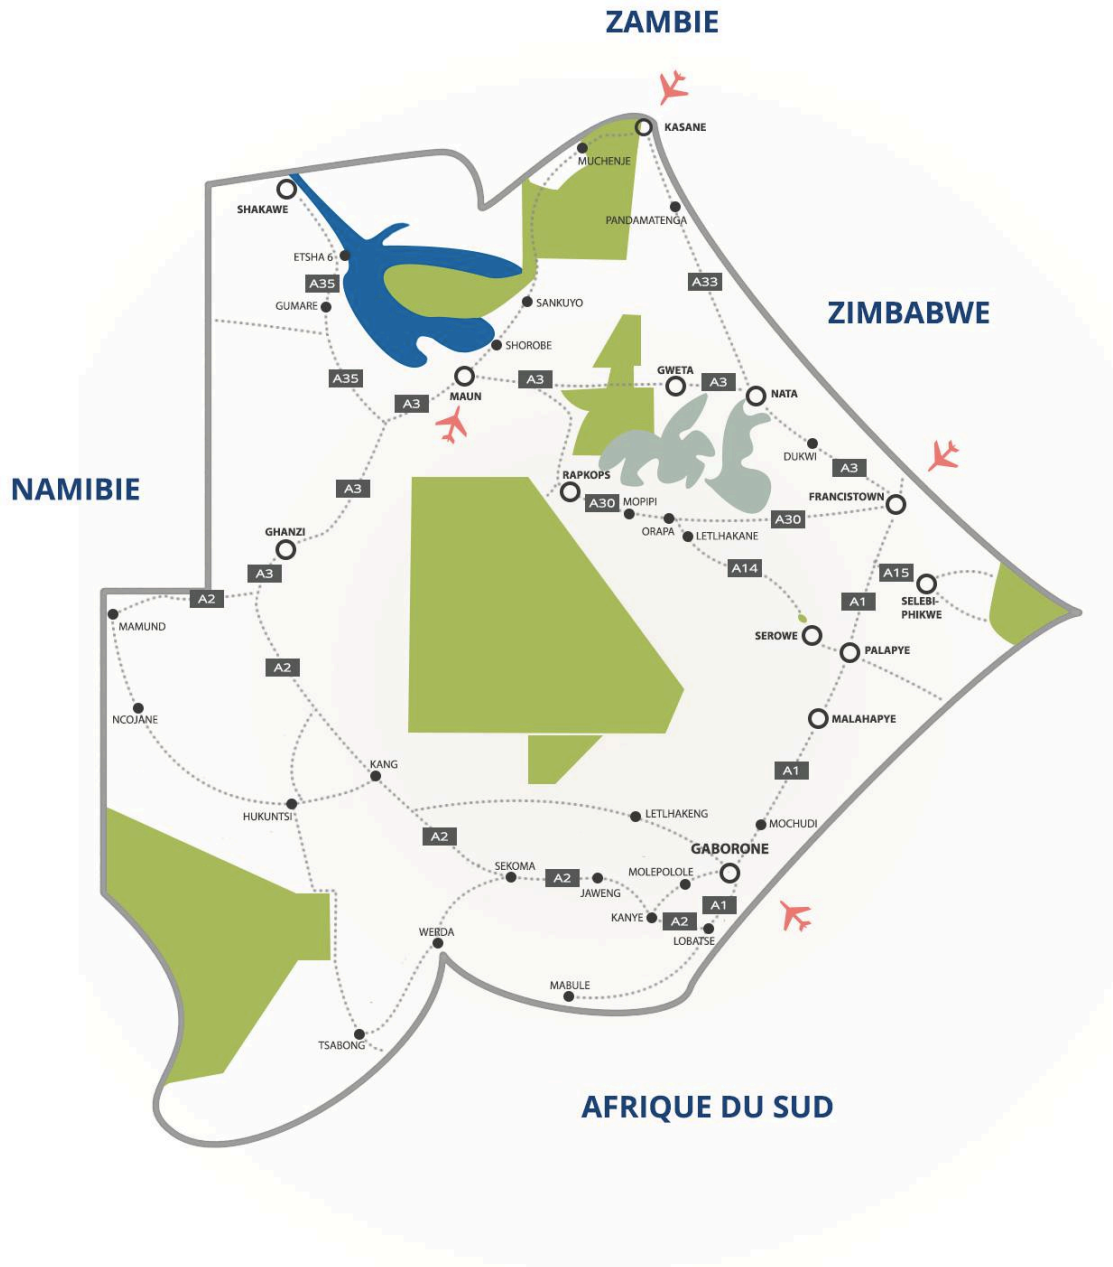 ZAMBIE
KASANE
MUCHENJE
SHAKAWE
PANDAMATENGA
ETSHA 6
A35
A33
GUMARE
SANKUYO
ZIMBABWE
SHOROBE
GWETA
A35
A3
A3
NATA
MAUN
A3
DUKWI
A3
NAMIBIE
RAPKOPS
A3
FRANCISTOWN
A30
MOPIPI
A30
GHANZI
ORAPA
LETLHAKANE
A3
A14
A15
A2
A1
SELEBI-
PHIKWE
MAMUND
SEROWE
PALAPYE
A2
NCOJANE
MALAHAPYE
KANG
A1
HUKUNTSI
LETLHAKENG
MOCHUDI
A2
GABORONE
SEKOMA
A2
MOLEPOLOLE
JAWENG
A1
KANYE
A2
WERDA
LOBATSE
MABULE
TSABONG
AFRIQUE DU SUD